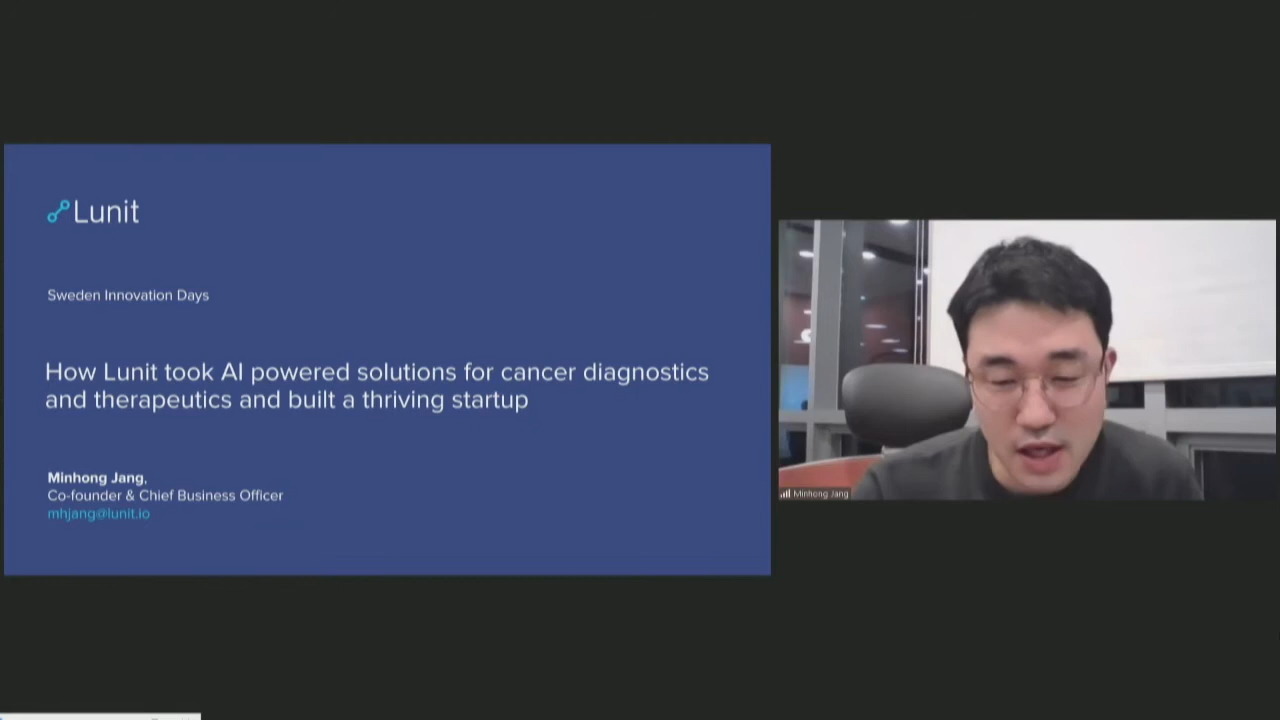 Lunit
Sweden Innovation Days
How Lunit took AI powered solutions for cancer diagnostics
and therapeutics and built a thriving startup
Minhong Jang,
Co-founder & Chief Business Officer
mhjang@lunit.io
Minhong Jang